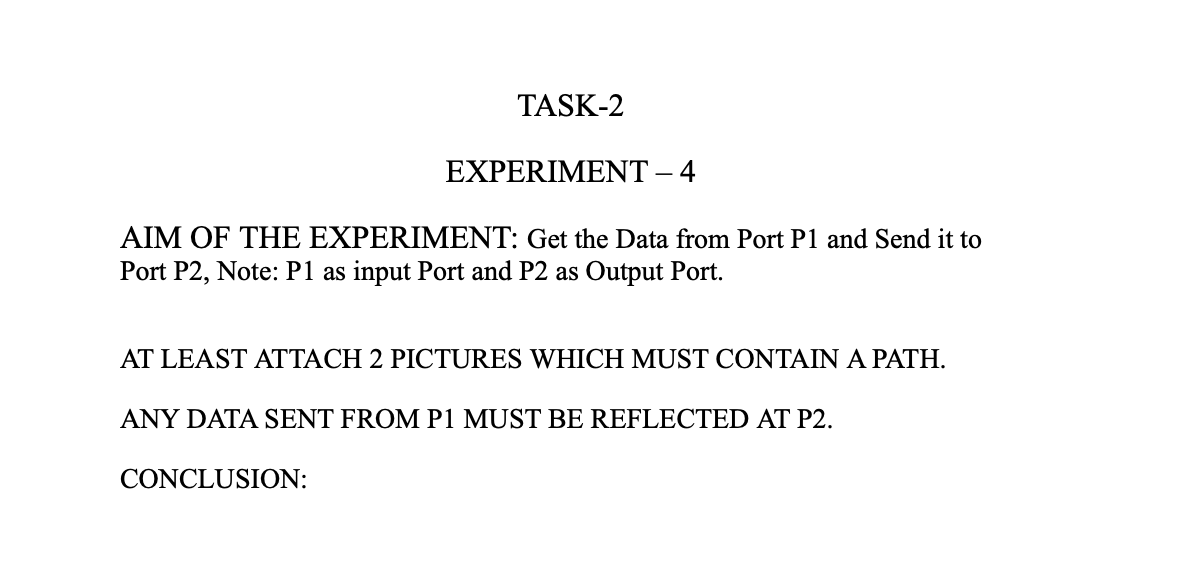 TASK-2
EXPERIMENT – 4
AIM OF THE EXPERIMENT: Get the Data from Port P1 and Send it to
Port P2, Note: P1 as input Port and P2 as Output Port.
AT LEAST ATTACH 2 PICTURES WHICH MUST CONTAIN A PATH.
ANY DATA SENT FROM P1 MUST BE REFLECTED AT P2.
CONCLUSION: